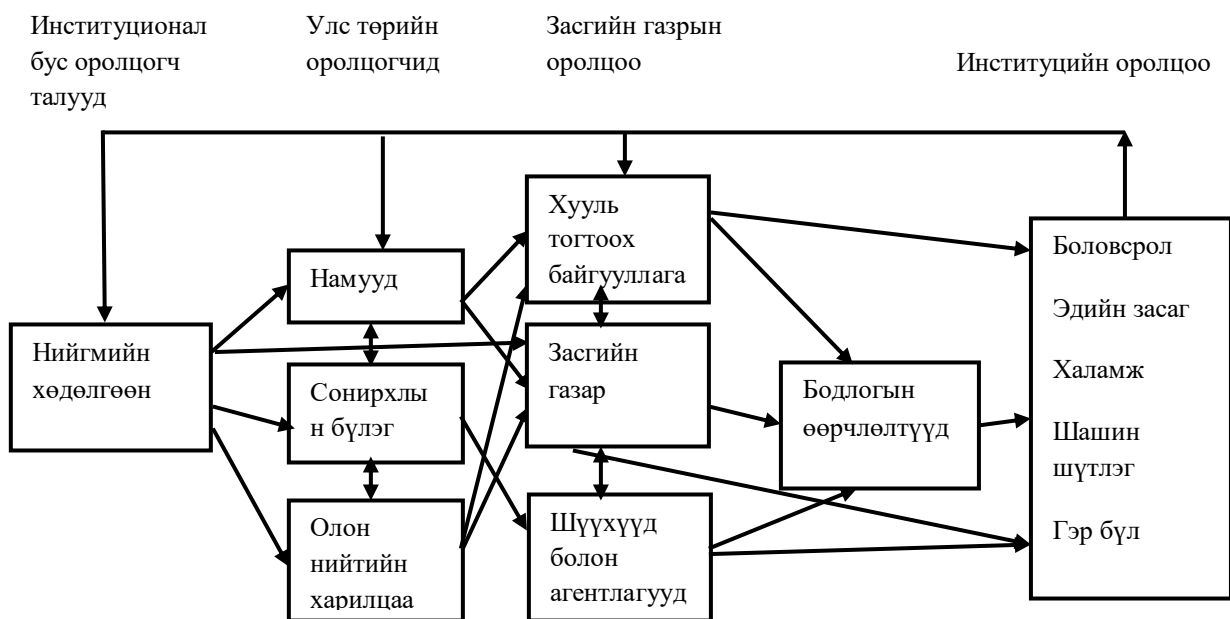 Институционал
бус оролцогч
талууд
Улс төрийн
оролцогчид
Засгийн газрын
оролцоо
Институцийн оролцоо
Нийгмийн
хөдөлгөөн
Намууд
Сонирхлы
н бүлэг
Олон
нийтийн
харилцаа
Хууль
тогтоох
байгууллага
Засгийн
газар
Шүүхүүд
болон
агентлагууд
Бодлогын
өөрчлөлтүүд
Боловсрол
Эдийн засаг
Халамж
Шашин
шүтлэг
Гэр бүл